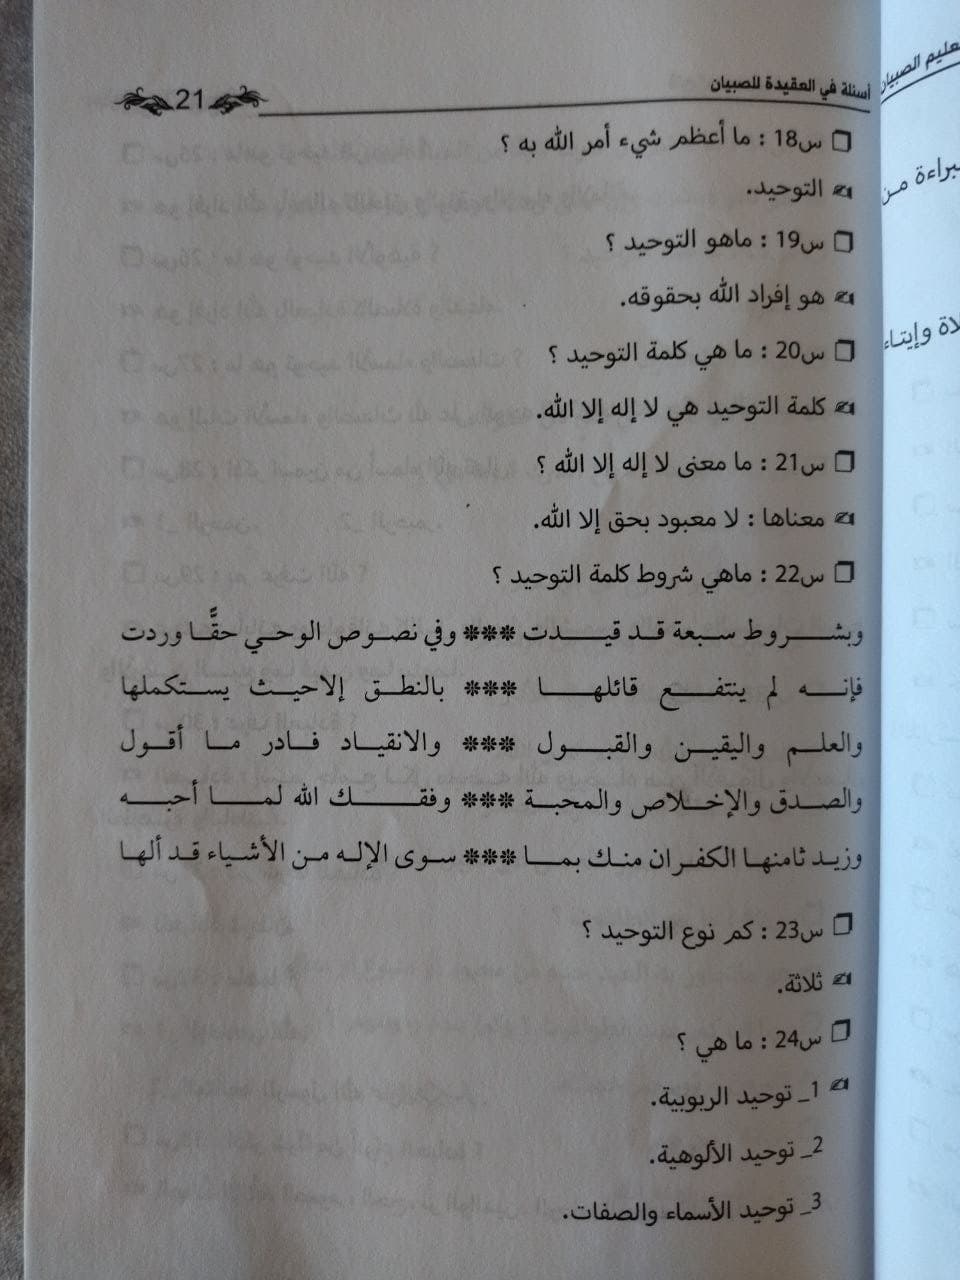 أسئلة في العقيدة للصبيان
21
س18 : ما أعظم شيء أمر الله به ؟
التوحيد.
س19 : ماهو التوحيد ؟
هو إفراد الله بحقوقه.
س20 : ما هي كلمة التوحيد ؟
كلمة التوحيد هي لا إله إلا الله.
س21 : ما معنى لا إله إلا الله ؟
معناها : لا معبود بحق إلا الله.
س22 : ماهي شروط كلمة التوحيد ؟
وبشروط سبعة قد قيدت *** وفي نصوص الوحي حقًّا وردت
فإنه لم ينتفع قائلها *** بالنطق إلاحيث يستكملها
والعلم واليقين والقبول *** والانقياد فادر ما أقول
والصدق والإخلاص والمحبة *** وفقك الله لما أحبه
وزيد ثامنها الكفران منك بما *** سوى الإله من الأشياء قد ألها
س23 : كم نوع التوحيد ؟
ثلاثة.
س24 : ما هي ؟
1_ توحيد الربوبية.
2_ توحيد الألوهية.
3_ توحيد الأسماء والصفات.
الصبيان
براءة من
وإيتاء